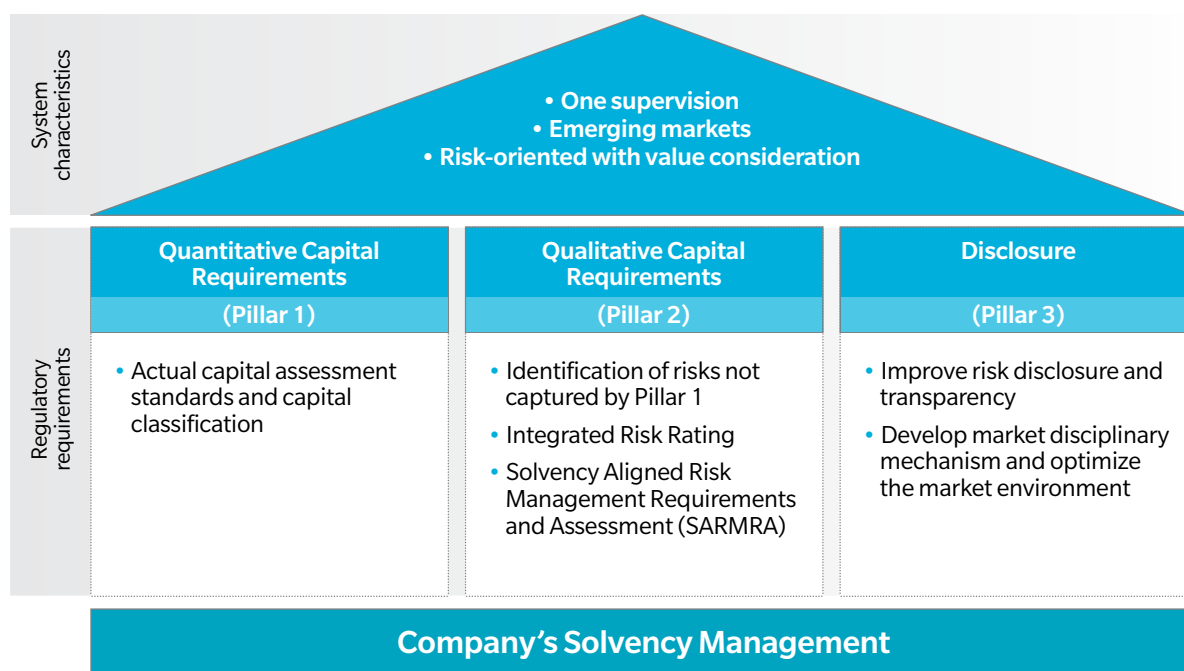 System
characteristics
• One supervision
• Emerging markets
• Risk-oriented with value consideration
Regulatory
requirements
Quantitative Capital
Requirements
(Pillar 1)
• Actual capital assessment
standards and capital
classification
Qualitative Capital
Requirements
(Pillar 2)
• Identification of risks not
captured by Pillar 1
• Integrated Risk Rating
• Solvency Aligned Risk
Management Requirements
and Assessment (SARMRA)
Disclosure
(Pillar 3)
• Improve risk disclosure and
transparency
• Develop market disciplinary
mechanism and optimize
the market environment
Company’s Solvency Management